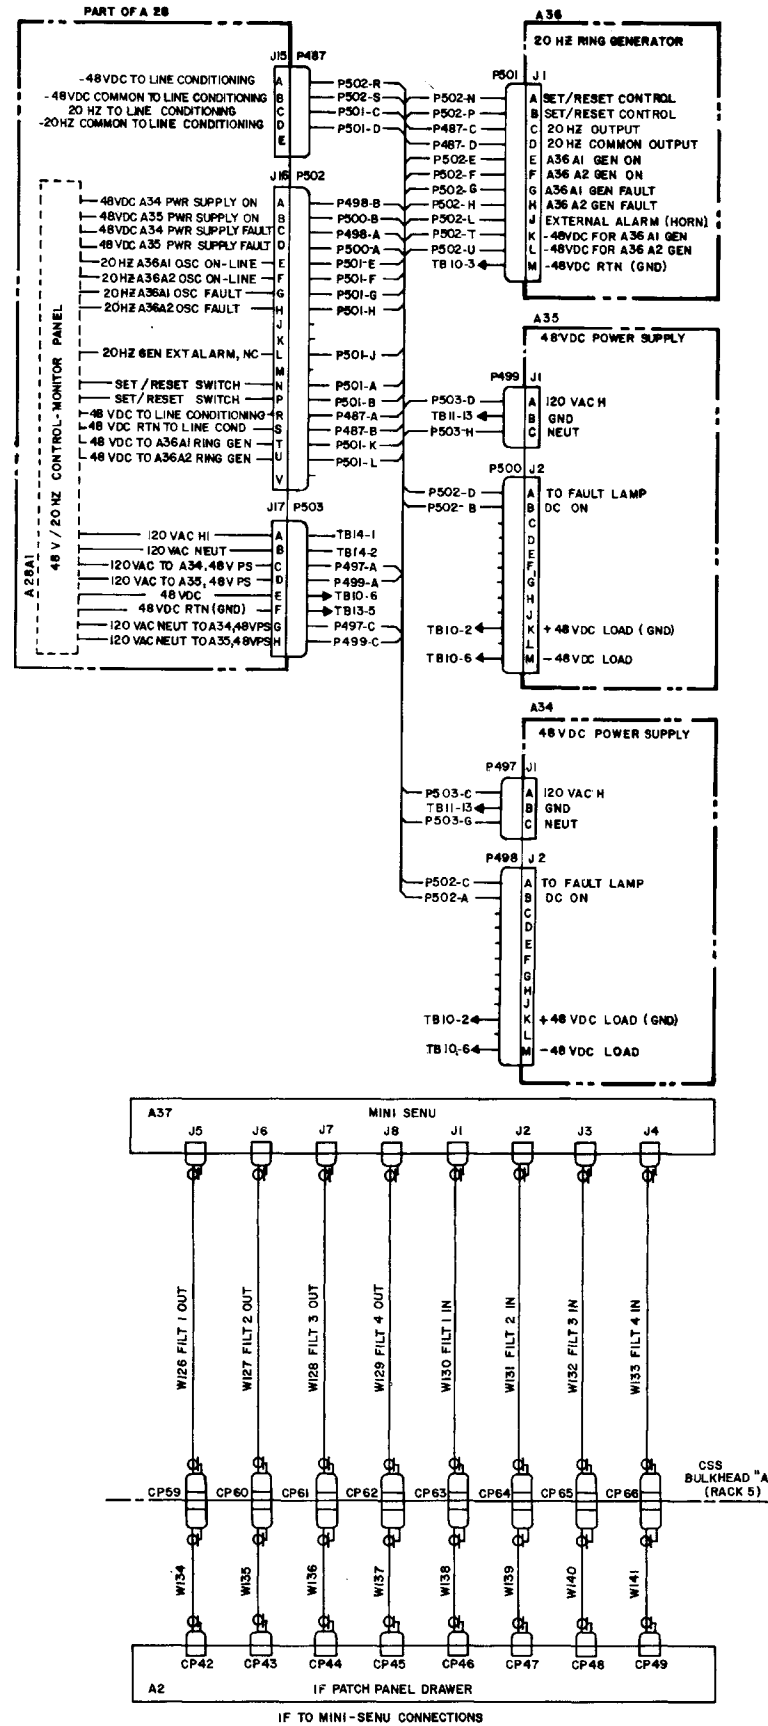 PART OF A 28
J15 P487
-48VDC TO LINE CONDITIONING A P502-R
-48VDC COMMON TO LINE CONDITIONING B P502-S
20 HZ TO LINE CONDITIONING C P501-C
-20HZ COMMON TO LINE CONDITIONING D P501-D
E
J16 P502
48VDC A34 PWR SUPPLY ON A P498-B
48VDC A35 PWR SUPPLY ON B P500-B
48VDC A34 PWR SUPPLY FAULT C P498-A
48VDC A35 PWR SUPPLY FAULT D P500-A
20HZ A36A1 OSC ON-LINE E P501-E
20HZ A36A2 OSC ON-LINE F P501-F
20HZ A36A1 OSC FAULT G P501-G
20HZ A36A2 OSC FAULT H P501-H
J
K
20HZ GEN EXT ALARM, NC L P501-J
M
SET/RESET SWITCH N P501-A
SET/RESET SWITCH P P501-B
48 VDC TO LINE CONDITIONING R P487-A
48 VDC RTN TO LINE COND S P487-B
48 VDC TO A36A1 RING GEN T P501-K
48 VDC TO A36A2 RING GEN U P501-L
V
J17 P503
120 VAC HI A TB14-1
120 VAC NEUT B TB14-2
120 VAC TO A34, 48V PS C P497-A
120 VAC TO A35, 48V PS D P499-A
48 VDC E TB10-6
48VDC RTN (GND) F TB13-5
120 VAC NEUT TO A34, 48VPS G P497-C
120 VAC NEUT TO A35, 48VPS H P499-C
A28A1
48 V / 20 HZ CONTROL-MONITOR PANEL
A36
20 HZ RING GENERATOR
P501 J1
P502-N A SET/RESET CONTROL
P502-P B SET/RESET CONTROL
P487-C C 20 HZ OUTPUT
P487-D D 20 HZ COMMON OUTPUT
P502-E E A36 A1 GEN ON
P502-F F A36 A2 GEN ON
P502-G G A36 A1 GEN FAULT
P502-H H A36 A2 GEN FAULT
P502-L J EXTERNAL ALARM (HORN)
P502-T K -48VDC FOR A36 A1 GEN
P502-U L -48VDC FOR A36 A2 GEN
TB10-3 M -48VDC RTN (GND)
A35
48VDC POWER SUPPLY
P499 J1
P503-D A 120 VAC H
TB11-13 B GND
P503-H C NEUT
P500 J2
P502-D A TO FAULT LAMP
P502-B B DC ON
C
D
E
F
G
H
J
TB10-2 K +48 VDC LOAD (GND)
L
TB10-6 M -48 VDC LOAD
A34
48VDC POWER SUPPLY
P497 J1
P503-C A 120 VAC H
TB11-13 B GND
P503-G C NEUT
P498 J2
P502-C A TO FAULT LAMP
P502-A B DC ON
C
D
E
F
G
H
J
TB10-2 K +48 VDC LOAD (GND)
L
TB10-6 M -48 VDC LOAD
A37 MINI SENU
J5 J6 J7 J8 J1 J2 J3 J4
W126 FILT 1 OUT
W127 FILT 2 OUT
W128 FILT 3 OUT
W129 FILT 4 OUT
W130 FILT 1 IN
W131 FILT 2 IN
W132 FILT 3 IN
W133 FILT 4 IN
CSS
BULKHEAD "A
(RACK 5)
CP59 CP60 CP61 CP62 CP63 CP64 CP65 CP66
W134 W135 W136 W137 W138 W139 W140 W141
CP42 CP43 CP44 CP45 CP46 CP47 CP48 CP49
A2 IF PATCH PANEL DRAWER
IF TO MINI-SENU CONNECTIONS